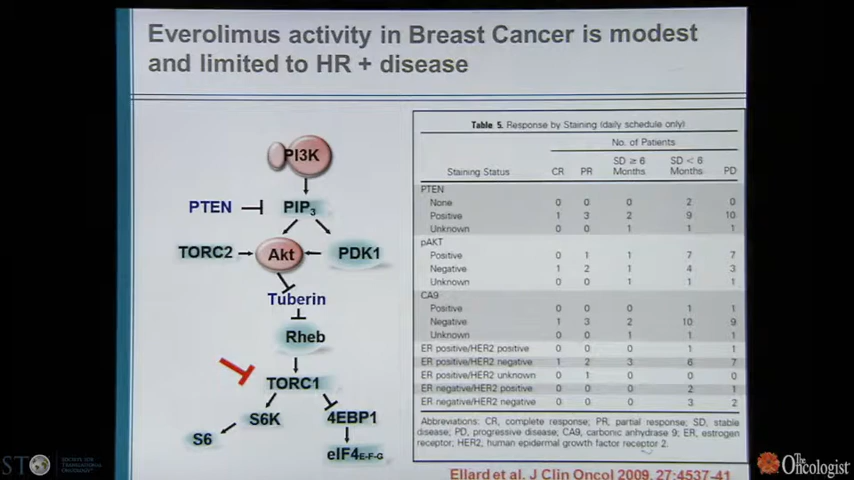 Everolimus activity in Breast Cancer is modest
and limited to HR + disease
PI3K
PTEN
PIP3
TORC2
Akt
PDK1
Tuberin
Rheb
TORC1
S6K
4EBP1
S6
eIF4E-F-G
Table 5. Response by Staining (daily schedule only)
No. of Patients
SD ≥ 6 SD < 6
Staining Status CR PR Months Months PD
PTEN
None 0 0 0 2 0
Positive 1 3 2 9 10
Unknown 0 0 1 1 1
pAKT
Positive 0 1 1 7 7
Negative 1 2 1 4 3
Unknown 0 0 1 1 1
CA9
Positive 0 0 0 1 1
Negative 1 3 2 10 9
Unknown 0 0 1 1 1
ER positive/HER2 positive 0 0 0 1 1
ER positive/HER2 negative 1 2 3 6 7
ER positive/HER2 unknown 0 1 0 0 0
ER negative/HER2 positive 0 0 0 2 1
ER negative/HER2 negative 0 0 0 3 2
Abbreviations: CR, complete response; PR, partial response; SD, stable
disease; PD, progressive disease; CA9, carbonic anhydrase 9; ER, estrogen
receptor; HER2, human epidermal growth factor receptor 2.
Ellard et al. J Clin Oncol 2009, 27:4537-41
STO
SOCIETY FOR
TRANSLATIONAL
ONCOLOGY
The
Oncologist